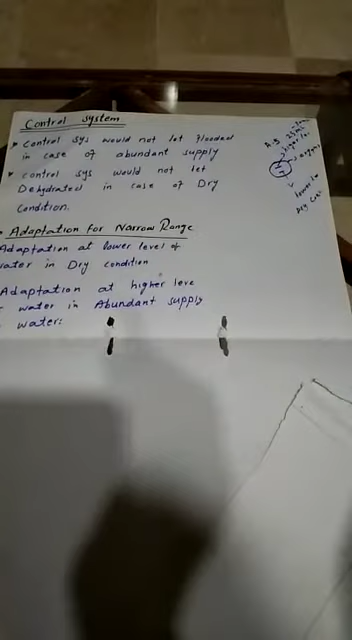 Control system
control sys would not let flooded
in case of abundant supply
control sys would not let
Dehydrated in case of Dry
Condition.
Adaptation for Narrow Range
Adaptation at lower level of
water in Dry condition
Adaptation at higher leve
water in Abundant supply
water: